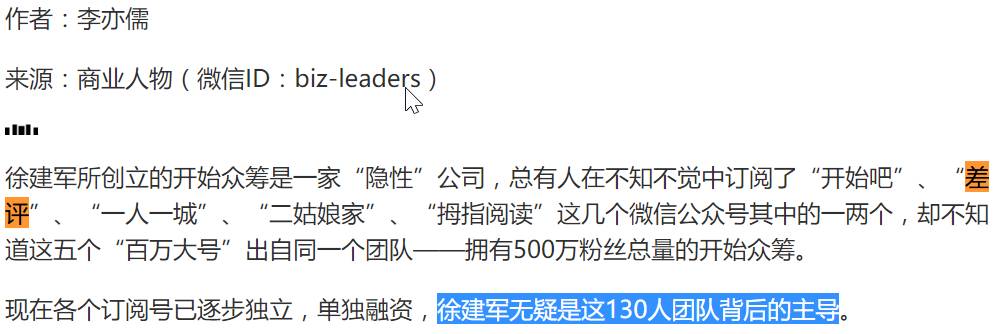 作者：李亦儒
来源：商业人物（微信ID：biz-leaders）
徐建军所创立的开始众筹是一家“隐性”公司，总有人在不知不觉中订阅了“开始吧”、“差
评”、“一人一城”、“二姑娘家”、“拇指阅读”这几个微信公众号其中的一两个，却不知
道这五个“百万大号”出自同一个团队——拥有500万粉丝总量的开始众筹。
现在各个订阅号已逐步独立，单独融资，徐建军无疑是这130人团队背后的主导。